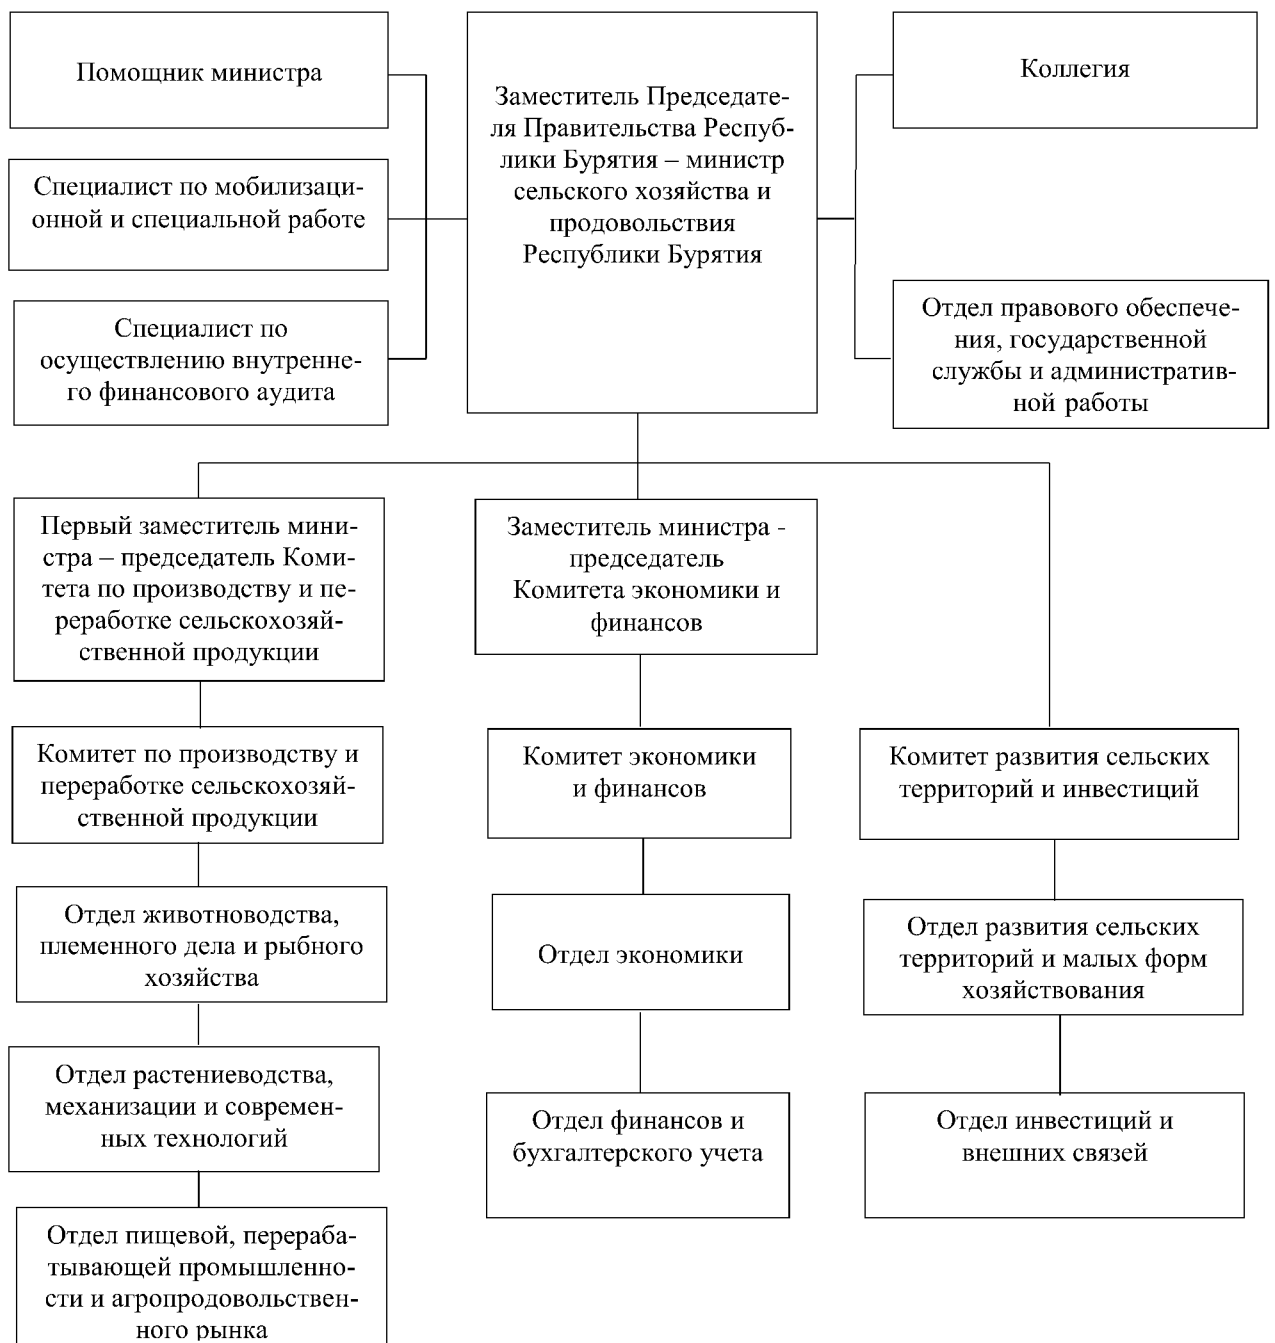 Помощник министра
Специалист по мобилизаци-
онной и специальной работе
Специалист по
осуществлению внутренне-
го финансового аудита
Заместитель Председате-
ля Правительства Респуб-
лики Бурятия – министр
сельского хозяйства и
продовольствия
Республики Бурятия
Коллегия
Отдел правового обеспече-
ния, государственной
службы и административ-
ной работы
Первый заместитель мини-
стра – председатель Коми-
тета по производству и пе-
реработке сельскохозяй-
ственной продукции
Заместитель министра -
председатель
Комитета экономики и
финансов
Комитет по производству и
переработке сельскохозяй-
ственной продукции
Комитет экономики
и финансов
Комитет развития сельских
территорий и инвестиций
Отдел животноводства,
племенного дела и рыбного
хозяйства
Отдел экономики
Отдел развития сельских
территорий и малых форм
хозяйствования
Отдел растениеводства,
механизации и современ-
ных технологий
Отдел финансов и
бухгалтерского учета
Отдел инвестиций и
внешних связей
Отдел пищевой, перераба-
тывающей промышленно-
сти и агропродовольствен-
ного рынка